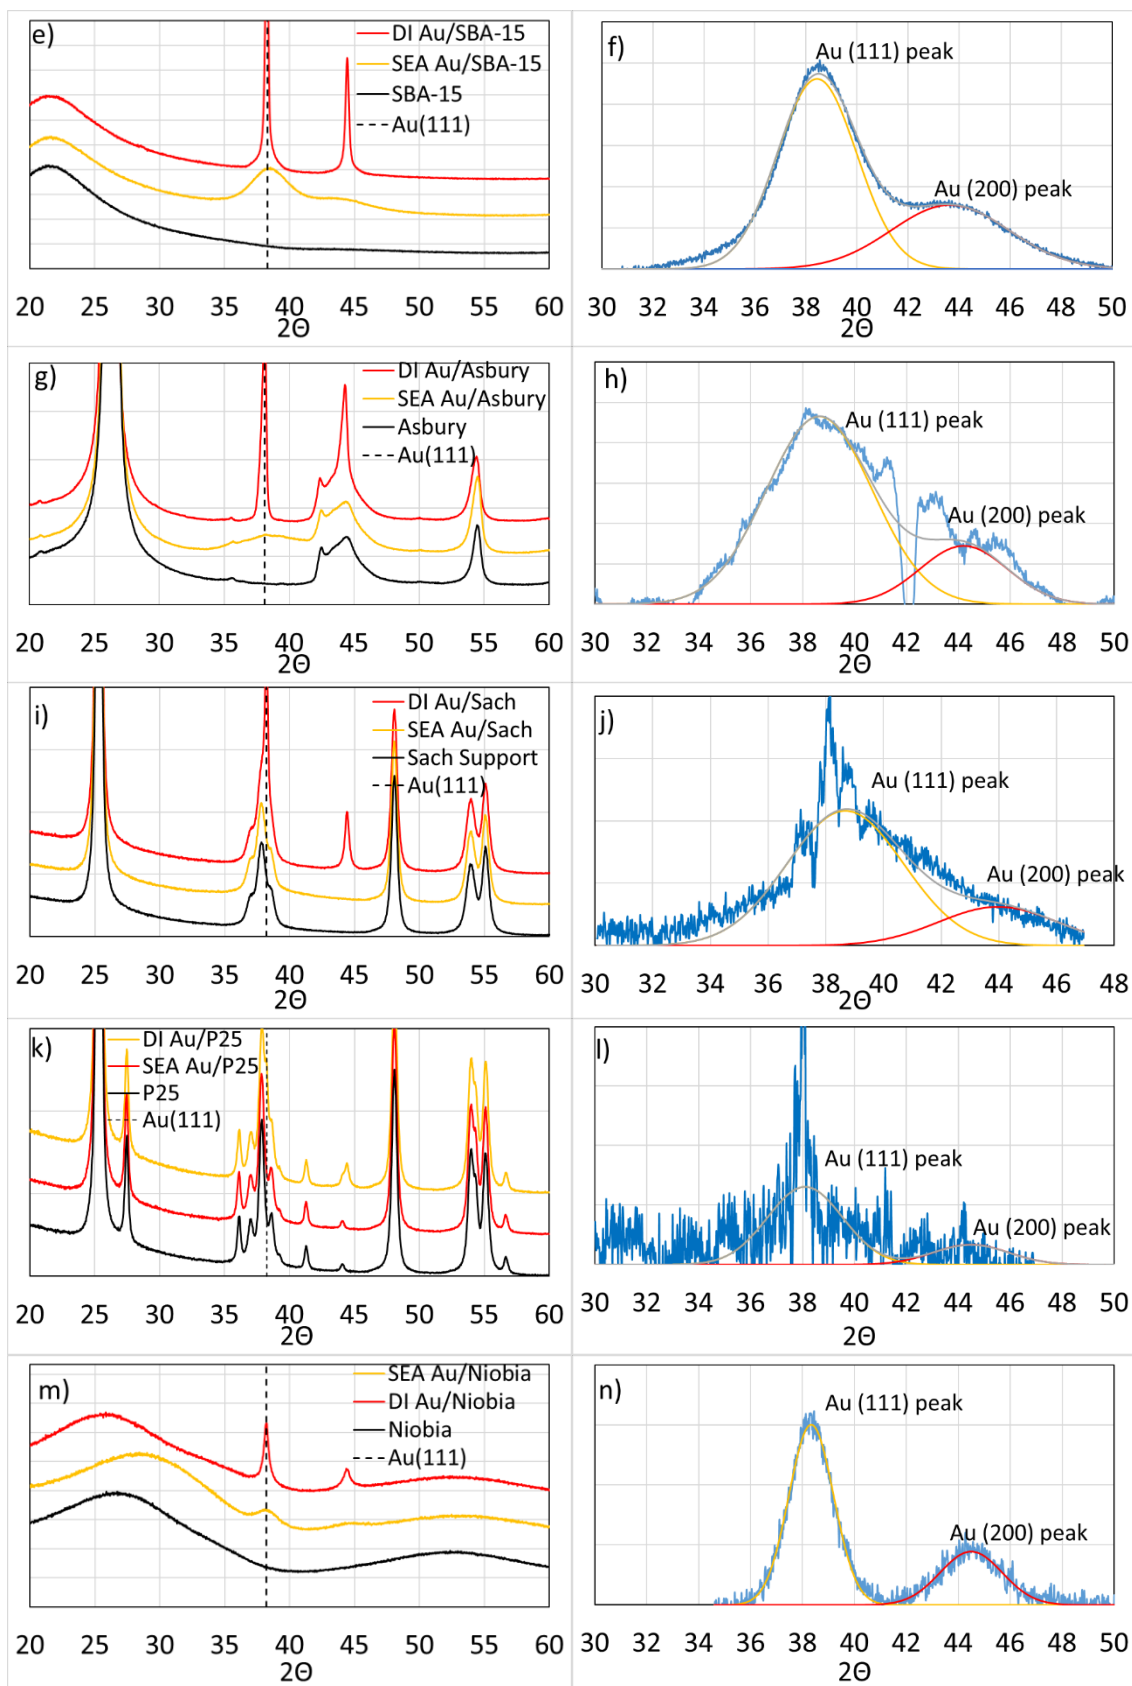 e)
DI Au/SBA-15
SEA Au/SBA-15
SBA-15
Au(111)
20 25 30 35 40 45 50 55 60
2Θ
f)
Au (111) peak
Au (200) peak
30 32 34 36 38 40 42 44 46 48 50
2Θ
g)
DI Au/Asbury
SEA Au/Asbury
Asbury
Au(111)
20 25 30 35 40 45 50 55 60
2Θ
h)
Au (111) peak
Au (200) peak
30 32 34 36 38 40 42 44 46 48 50
2Θ
i)
DI Au/Sach
SEA Au/Sach
Sach Support
Au(111)
20 25 30 35 40 45 50 55 60
2Θ
j)
Au (111) peak
Au (200) peak
30 32 34 36 38 40 42 44 46 48
2Θ
k)
DI Au/P25
SEA Au/P25
P25
Au(111)
20 25 30 35 40 45 50 55 60
2Θ
l)
Au (111) peak
Au (200) peak
30 32 34 36 38 40 42 44 46 48 50
2Θ
m)
SEA Au/Niobia
DI Au/Niobia
Niobia
Au(111)
20 25 30 35 40 45 50 55 60
2Θ
n)
Au (111) peak
Au (200) peak
30 32 34 36 38 40 42 44 46 48 50
2Θ